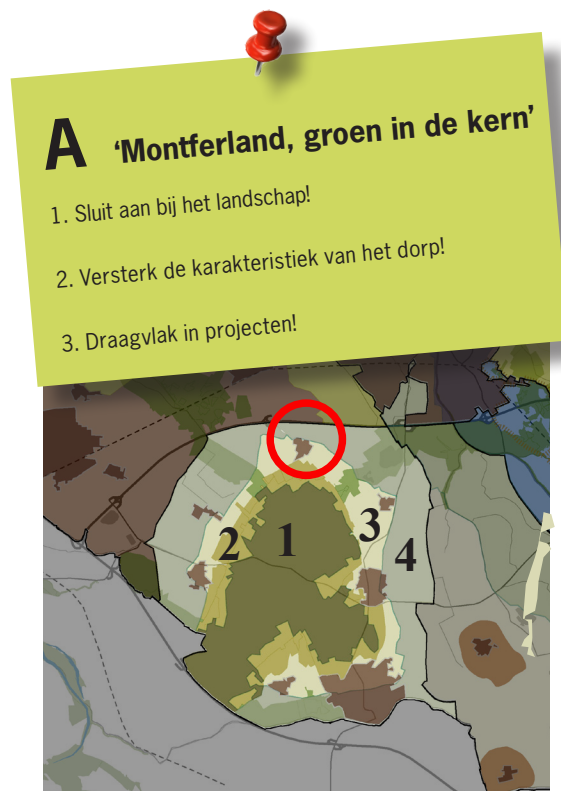 A 'Montferland, groen in de kern'
1. Sluit aan bij het landschap!
2. Versterk de karakteristiek van het dorp!
3. Draagvlak in projecten!
1
2
3
4